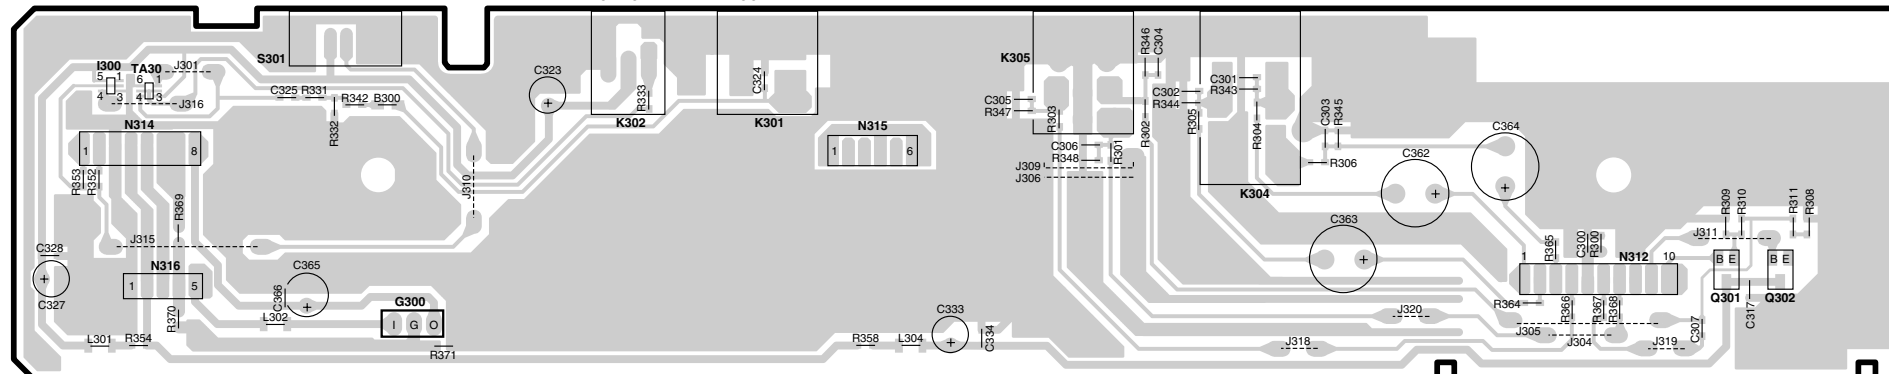 I300
5
1
4
3
TA30
6
1
4
3
J301
J316
S301
C325
R331
R342
B300
R332
C323
K302
R333
K301
C324
N315
1
6
K305
R346
C304
C305
R347
R303
C306
R348
R301
R302
J309
J306
C302
R344
R305
C301
R343
R304
C303
R345
R306
K304
C364
+
C362
+
C363
+
N314
1
8
R353
R352
R369
J315
J310
C328
+
C327
N316
1
5
R370
C366
C365
+
L302
G300
I G O
R371
L301
R354
R358
L304
C333
+
C334
J318
J320
R364
J305
J304
J319
R365
C300
R300
N312
1
10
R366
R367
R368
C307
J311
R309
R310
R311
R308
B E
B E
Q301
Q302
C317